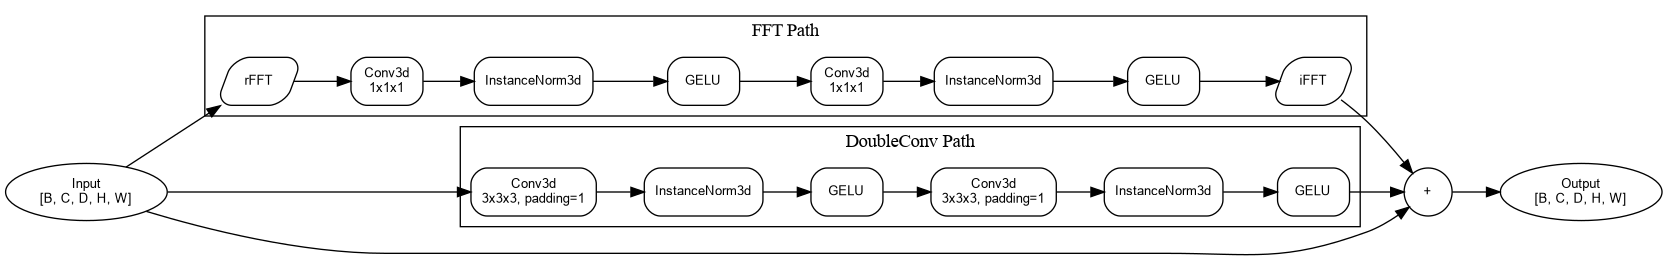 FFT Path
rFFT
Conv3d
1x1x1
InstanceNorm3d
GELU
Conv3d
1x1x1
InstanceNorm3d
GELU
iFFT
DoubleConv Path
Input
[B, C, D, H, W]
Conv3d
3x3x3, padding=1
InstanceNorm3d
GELU
Conv3d
3x3x3, padding=1
InstanceNorm3d
GELU
+
Output
[B, C, D, H, W]